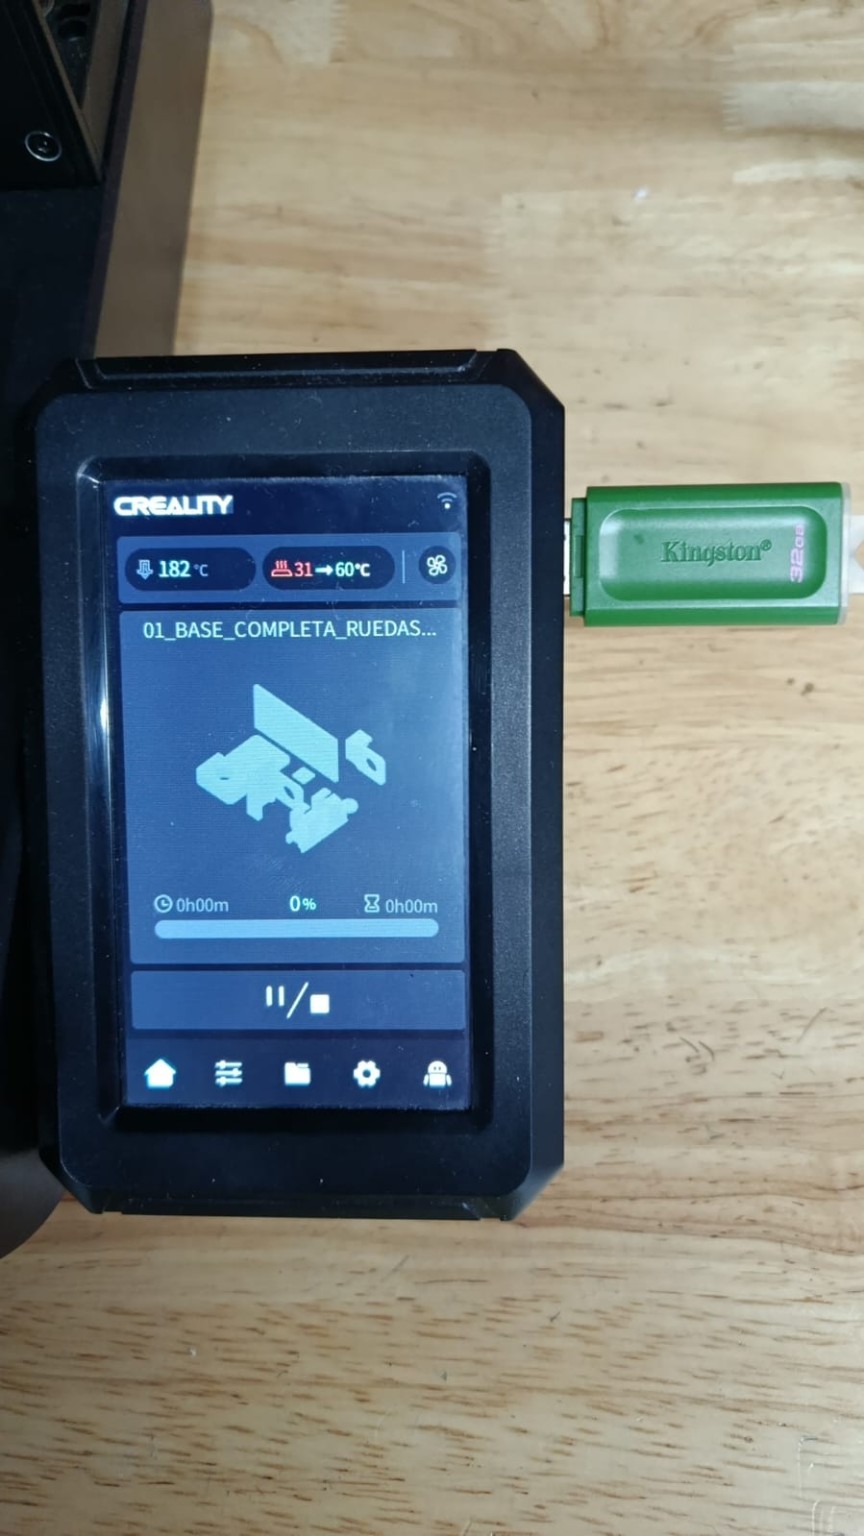 CREALITY
182 °C 31→60°C
01_BASE_COMPLETA_RUEDAS...
0h00m 0% 0h00m
Kingston® 32GB